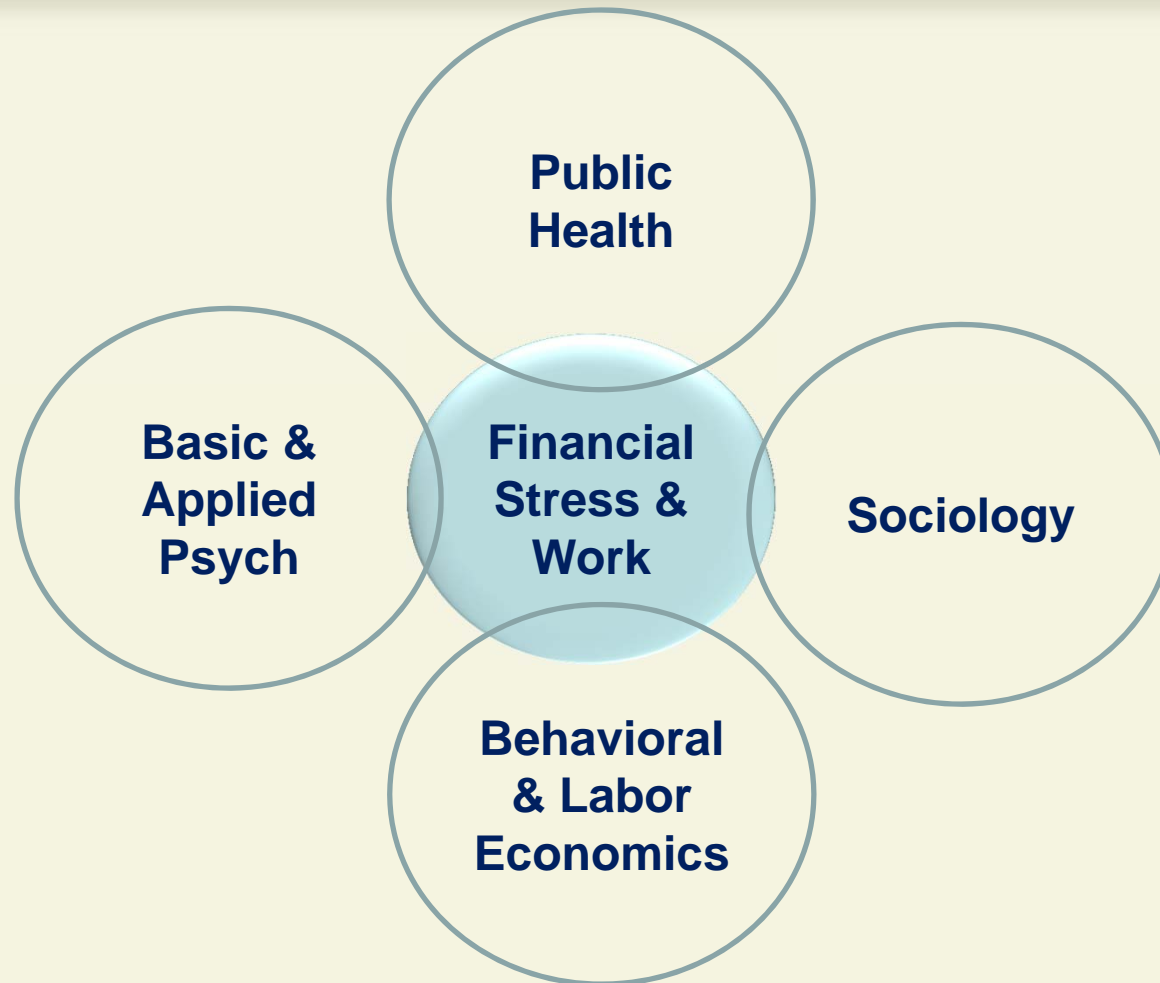 Public
Health
Basic &
Applied
Psych
Financial
Stress &
Work
Sociology
Behavioral
& Labor
Economics